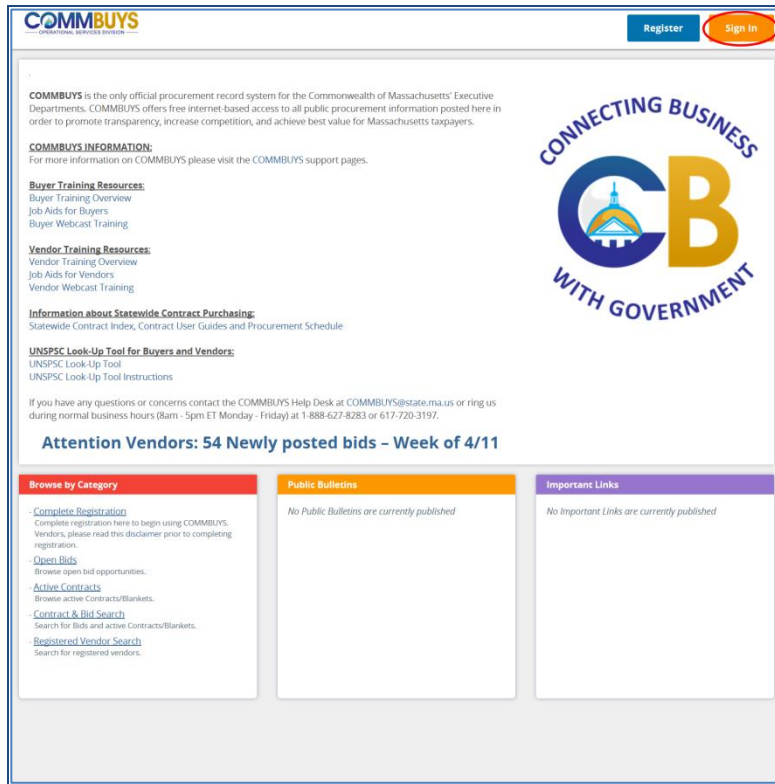 COMMBUYS
OPERATIONAL SERVICES DIVISION
Register
Sign In
COMMBUYS is the only official procurement record system for the Commonwealth of Massachusetts' Executive
Departments. COMMBUYS offers free internet-based access to all public procurement information posted here in
order to promote transparency, increase competition, and achieve best value for Massachusetts taxpayers.
COMMBUYS INFORMATION:
For more information on COMMBUYS please visit the COMMBUYS support pages.
Buyer Training Resources:
Buyer Training Overview
Job Aids for Buyers
Buyer Webcast Training
Vendor Training Resources:
Vendor Training Overview
Job Aids for Vendors
Vendor Webcast Training
Information about Statewide Contract Purchasing:
Statewide Contract Index, Contract User Guides and Procurement Schedule
UNSPSC Look-Up Tool for Buyers and Vendors:
UNSPSC Look-Up Tool
UNSPSC Look-Up Tool Instructions
If you have any questions or concerns contact the COMMBUYS Help Desk at COMMBUYS@state.ma.us or ring us
during normal business hours (8am - 5pm ET Monday - Friday) at 1-888-627-8283 or 617-720-3197.
Attention Vendors: 54 Newly posted bids – Week of 4/11
CONNECTING BUSINESS
CB
WITH GOVERNMENT
Browse by Category
- Complete Registration
Complete registration here to begin using COMMBUYS.
Vendors, please read this disclaimer prior to completing
registration.
- Open Bids
Browse open bid opportunities.
- Active Contracts
Browse active Contracts/Blankets.
- Contract & Bid Search
Search for Bids and active Contracts/Blankets.
- Registered Vendor Search
Search for registered vendors.
Public Bulletins
No Public Bulletins are currently published
Important Links
No Important Links are currently published